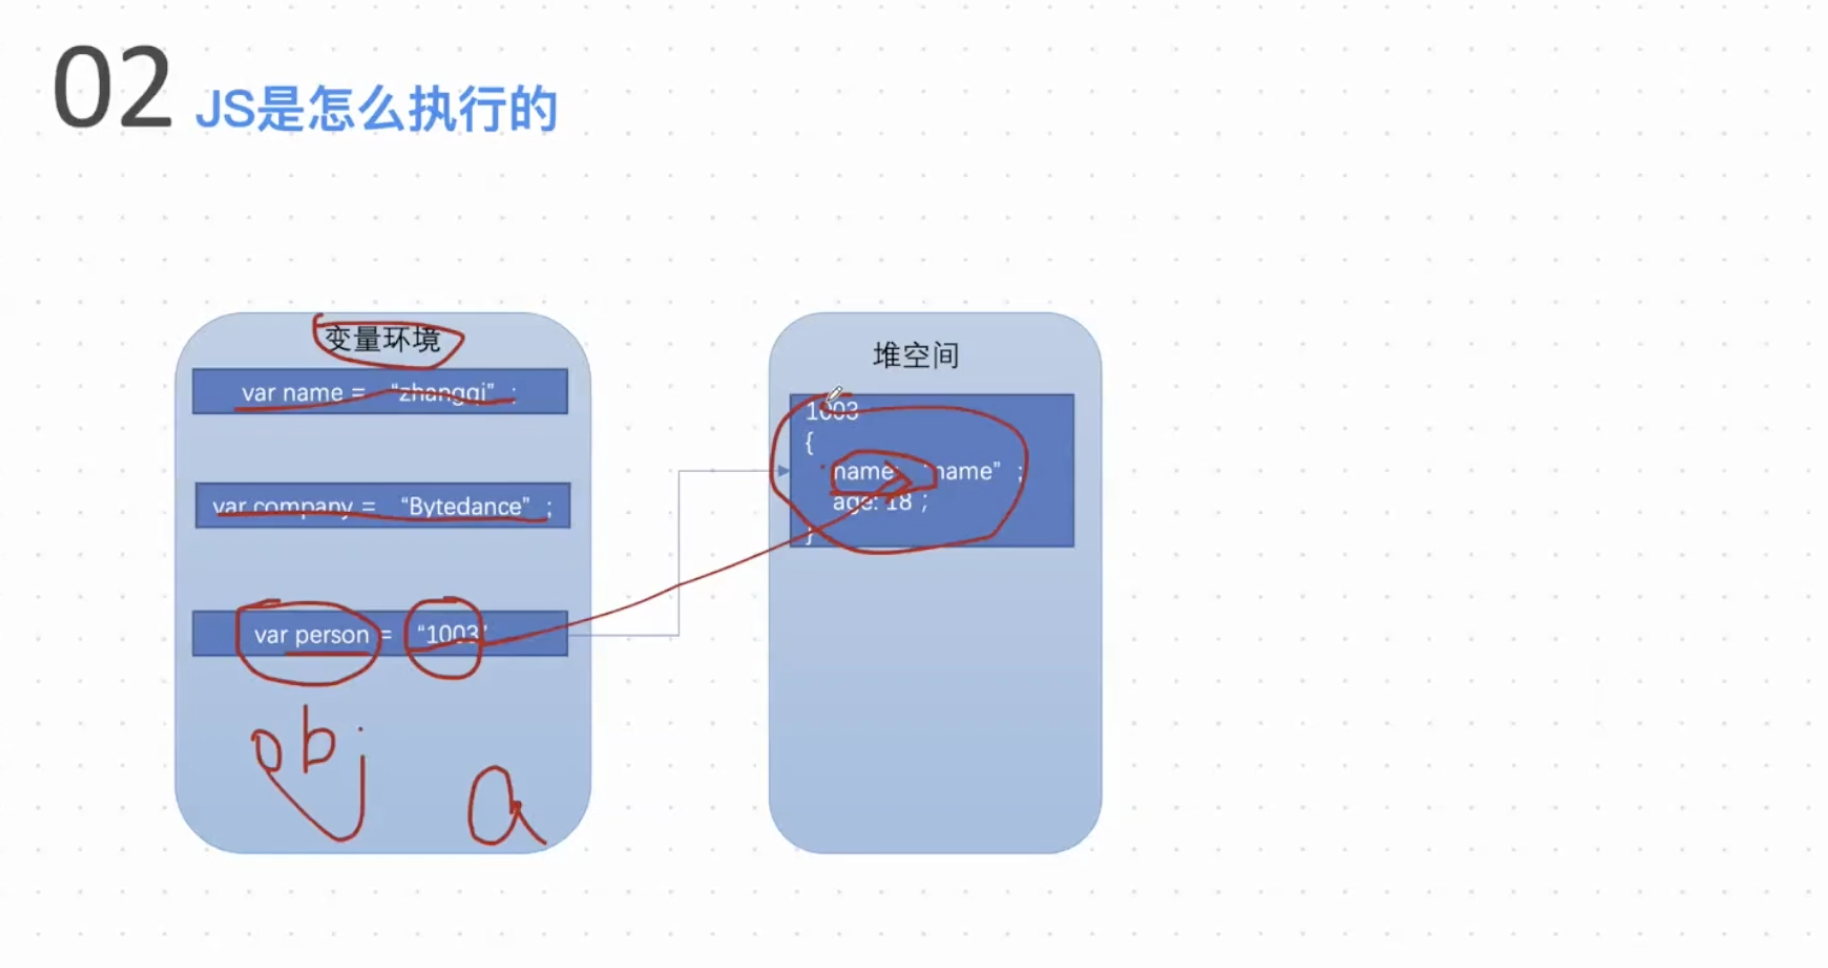 02 JS是怎么执行的
变量环境
var name = “zhangqi” ;
var company = “Bytedance” ;
var person = “1003”
obj a
堆空间
1003
{
name: “name” ;
age: 18 ;
}